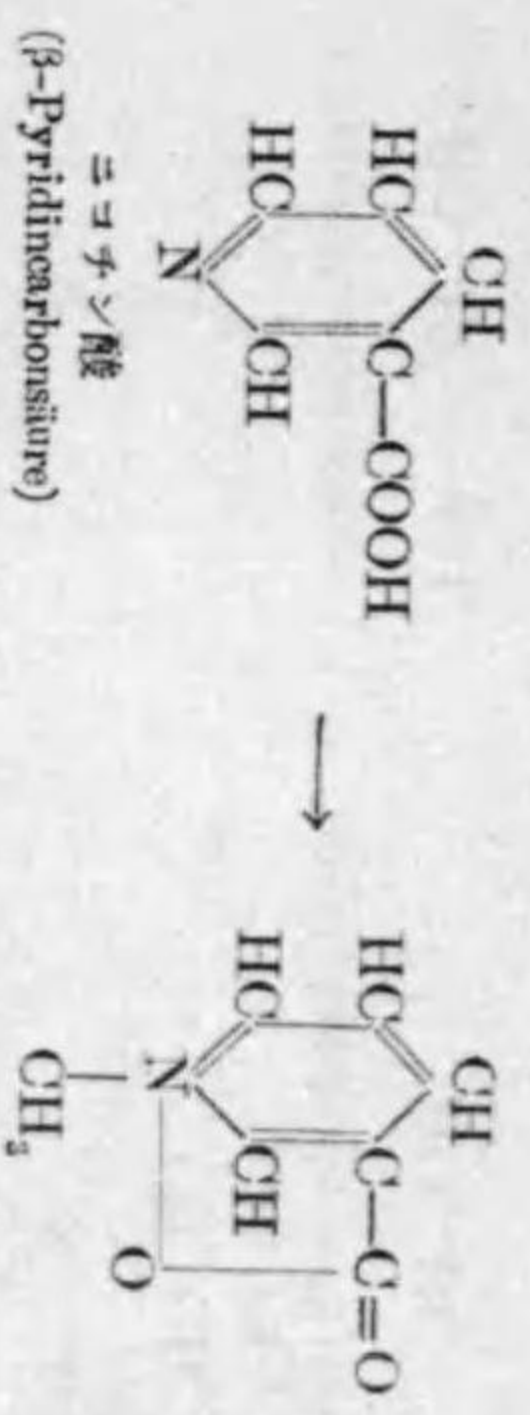 CH
HC C—COOH
HC CH
N
ニコチン酸
(β-Pyridincarbonsäure)
→
CH
HC C—C=O
HC CH
N
O
CH₃